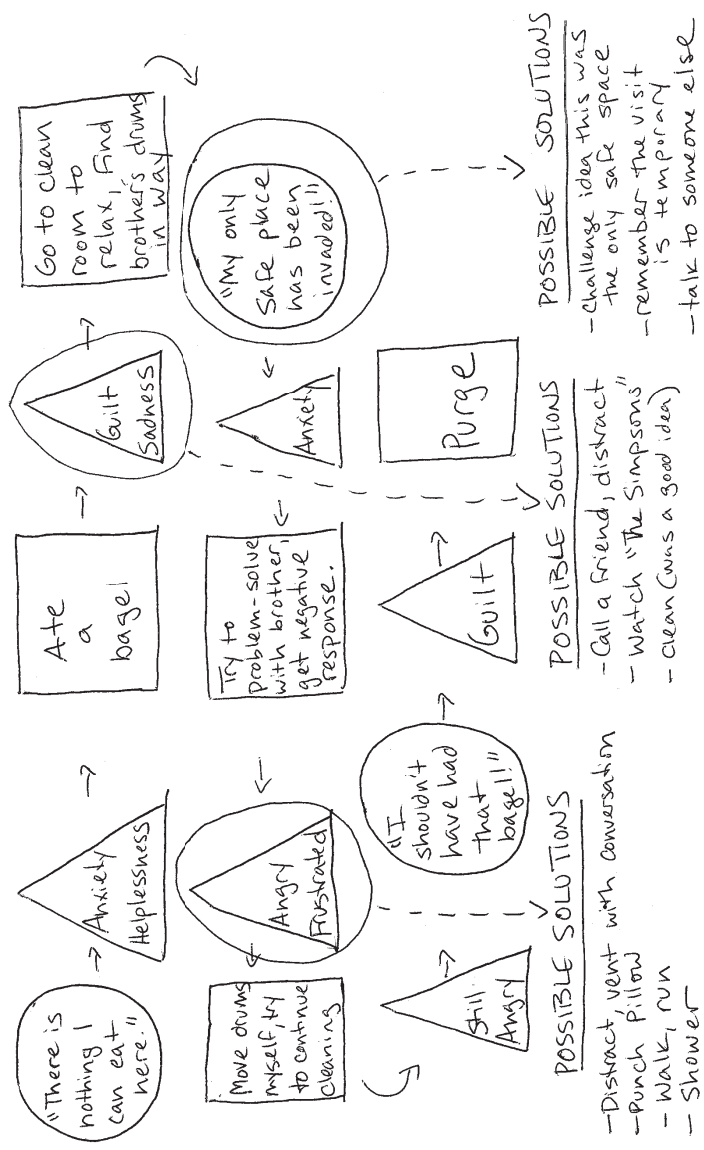 "There is
nothing I
can eat
here."
Anxiety
Helplessness
Ate
a
bagel
Guilt
Sadness
Go to clean
room to
relax, Find
brother's drums
in way
"My only
safe place
has been
invaded!"
Anxiety
Try to
problem-solve
with brother,
get negative
response.
Angry
Frustrated
Move drums
myself, try
to continue
cleaning
Still
Angry
"I
shouldn't
have had
that
bagel!"
Guilt
Purge
POSSIBLE SOLUTIONS
- Distract, vent with conversation
- Punch pillow
- Walk, run
- Shower
POSSIBLE SOLUTIONS
- Call a friend, distract
- Watch "The Simpsons"
- Clean (was a good idea)
POSSIBLE SOLUTIONS
- Challenge idea this was
the only safe space
- remember the visit
is temporary
- talk to someone else